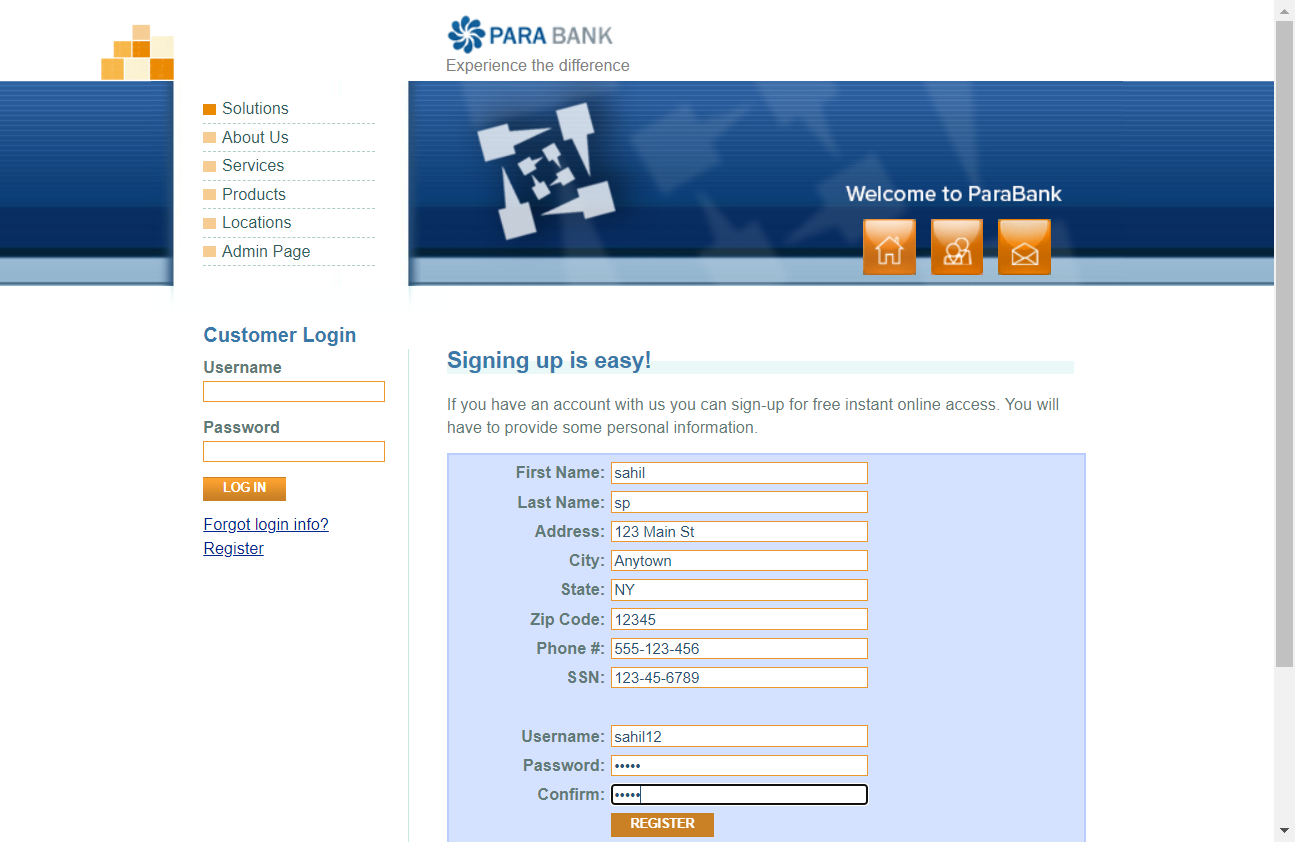 PARA BANK
Experience the difference
Solutions
About Us
Services
Products
Locations
Admin Page
Welcome to ParaBank
Customer Login
Username
Password
LOG IN
Forgot login info?
Register
Signing up is easy!
If you have an account with us you can sign-up for free instant online access. You will
have to provide some personal information.
First Name: sahil
Last Name: sp
Address: 123 Main St
City: Anytown
State: NY
Zip Code: 12345
Phone #: 555-123-456
SSN: 123-45-6789
Username: sahil12
Password: •••••
Confirm: •••••
REGISTER